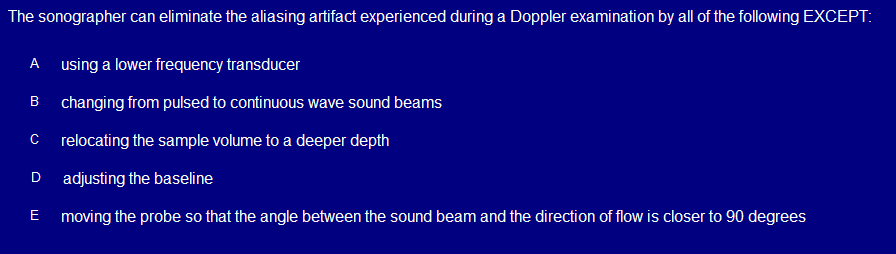 The sonographer can eliminate the aliasing artifact experienced during a Doppler examination by all of the following EXCEPT:
A using a lower frequency transducer
B changing from pulsed to continuous wave sound beams
C relocating the sample volume to a deeper depth
D adjusting the baseline
E moving the probe so that the angle between the sound beam and the direction of flow is closer to 90 degrees